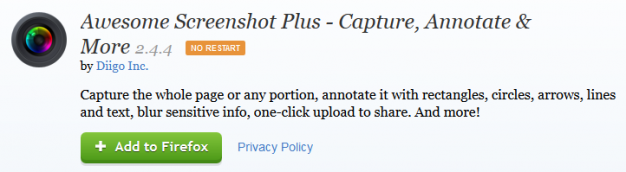 Awesome Screenshot Plus - Capture, Annotate &
More 2.4.4 NO RESTART
by Diigo Inc.
Capture the whole page or any portion, annotate it with rectangles, circles, arrows, lines
and text, blur sensitive info, one-click upload to share. And more!
+ Add to Firefox Privacy Policy